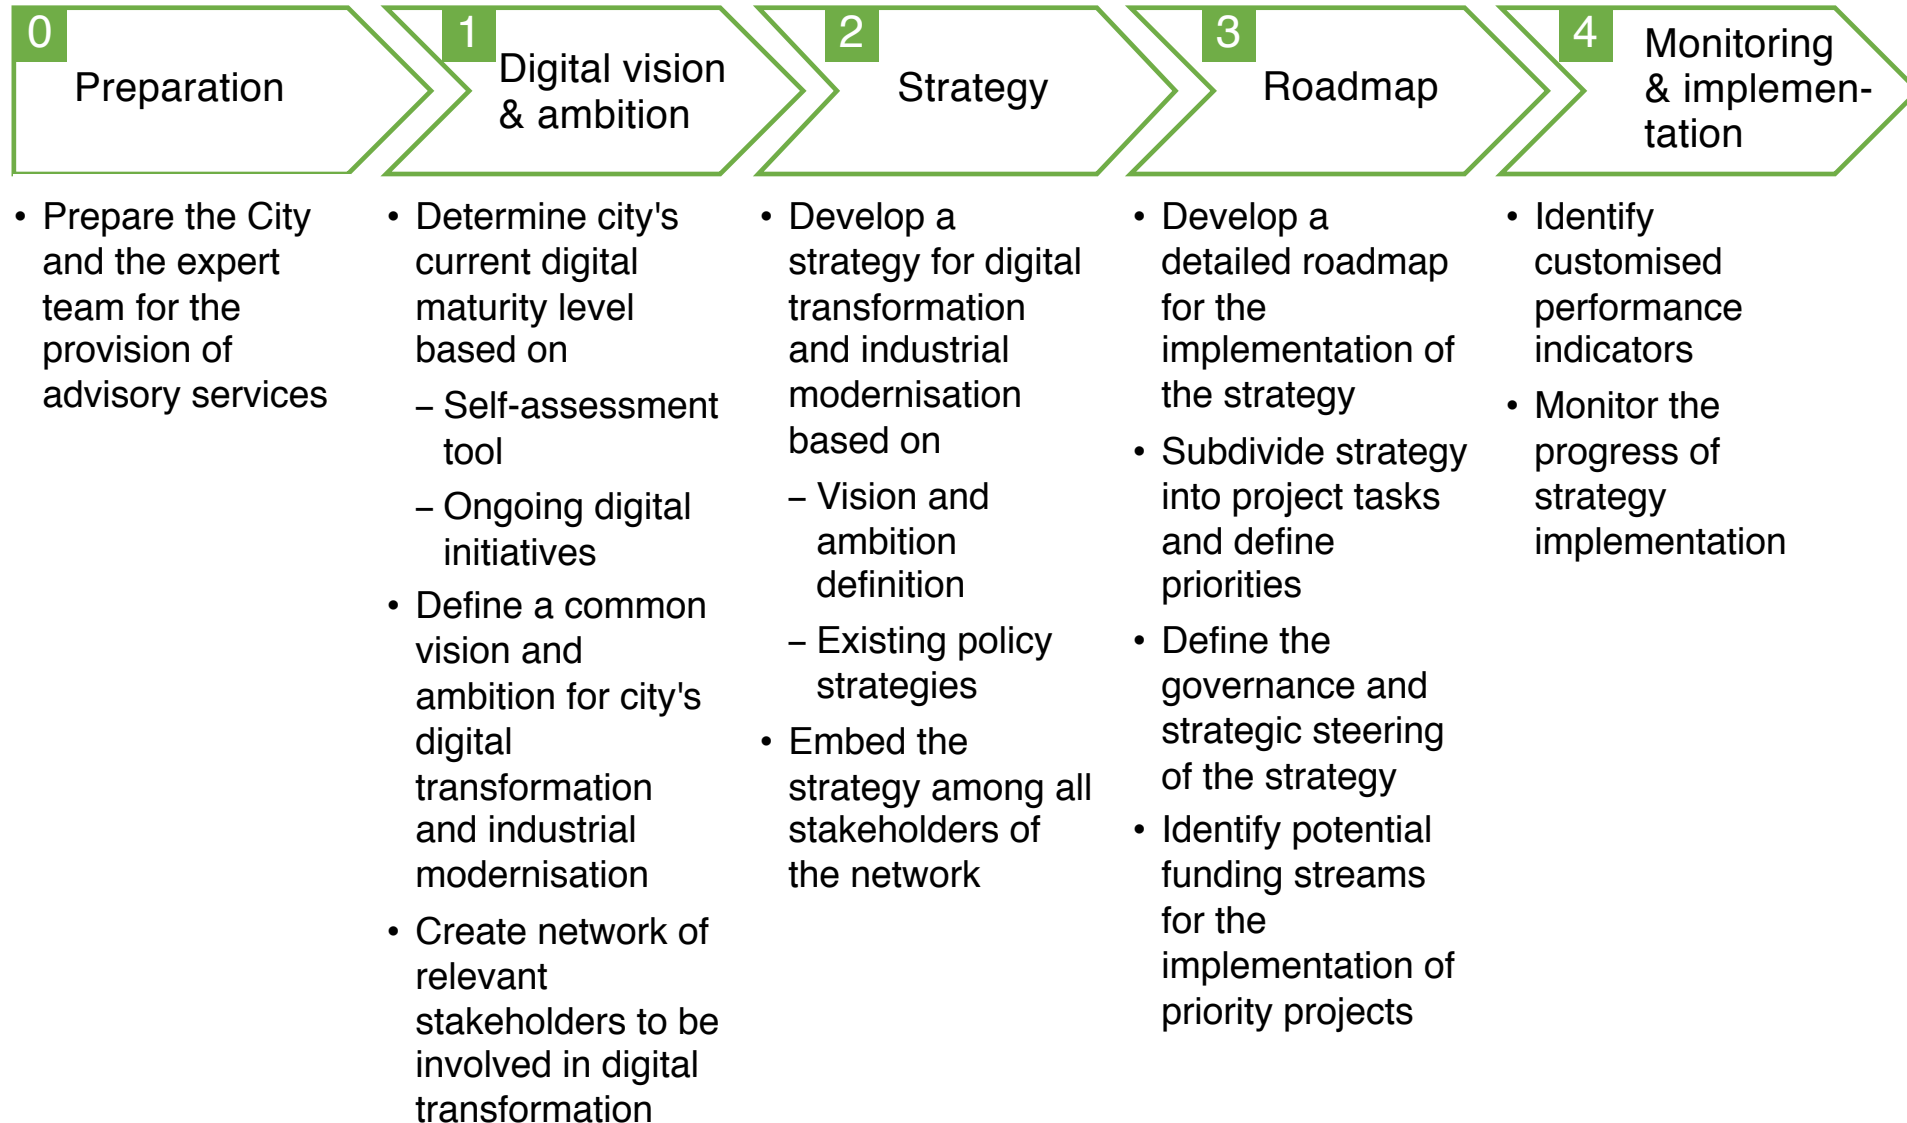 0
Preparation
• Prepare the City
and the expert
team for the
provision of
advisory services
1
Digital vision
& ambition
• Determine city's
current digital
maturity level
based on
– Self-assessment
tool
– Ongoing digital
initiatives
• Define a common
vision and
ambition for city's
digital
transformation
and industrial
modernisation
• Create network of
relevant
stakeholders to be
involved in digital
transformation
2
Strategy
• Develop a
strategy for digital
transformation
and industrial
modernisation
based on
– Vision and
ambition
definition
– Existing policy
strategies
• Embed the
strategy among all
stakeholders of
the network
3
Roadmap
• Develop a
detailed roadmap
for the
implementation of
the strategy
• Subdivide strategy
into project tasks
and define
priorities
• Define the
governance and
strategic steering
of the strategy
• Identify potential
funding streams
for the
implementation of
priority projects
4
Monitoring
& implemen-
tation
• Identify
customised
performance
indicators
• Monitor the
progress of
strategy
implementation